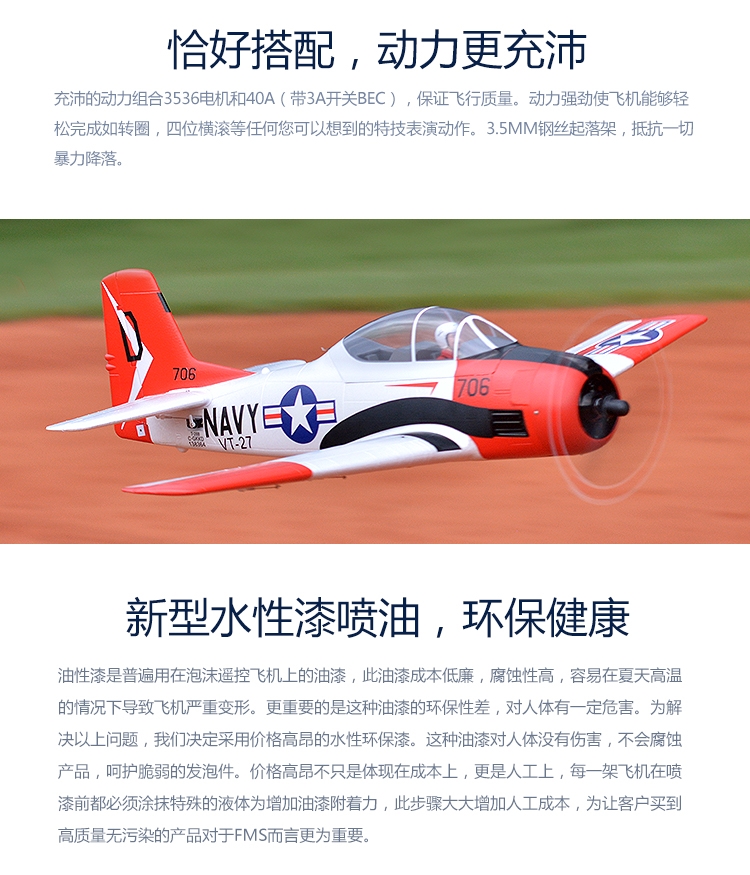 恰好搭配，动力更充沛
充沛的动力组合3536电机和40A（带3A开关BEC），保证飞行质量。动力强劲使飞机能够轻
松完成如转圈，四位横滚等任何您可以想到的特技表演动作。3.5MM钢丝起落架，抵抗一切
暴力降落。
D
706
706
NAVY
VT-27
138364
新型水性漆喷油，环保健康
油性漆是普遍用在泡沫遥控飞机上的油漆，此油漆成本低廉，腐蚀性高，容易在夏天高温
的情况下导致飞机严重变形。更重要的是这种油漆的环保性差，对人体有一定危害。为解
决以上问题，我们决定采用价格高昂的水性环保漆。这种油漆对人体没有伤害，不会腐蚀
产品，呵护脆弱的发泡件。价格高昂不只是体现在成本上，更是人工上，每一架飞机在喷
漆前都必须涂抹特殊的液体为增加油漆附着力，此步骤大大增加人工成本，为让客户买到
高质量无污染的产品对于FMS而言更为重要。